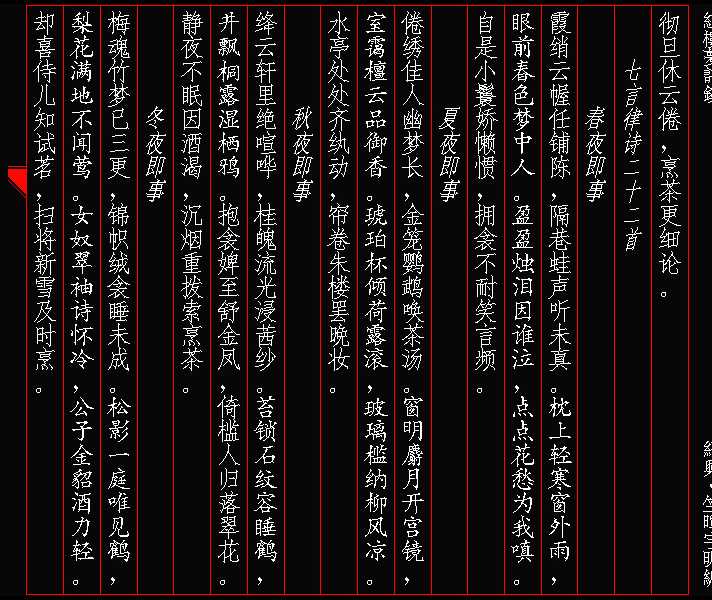 彻旦休云倦，烹茶更细论。
七言律诗二十二首
春夜即事
霞绡云幄任铺陈，隔巷蛙声听未真。枕上轻寒窗外雨，
眼前春色梦中人。盈盈烛泪因谁泣，点点花愁为我嗔。
自是小鬟娇懒惯，拥衾不耐笑言频。
夏夜即事
倦绣佳人幽梦长，金笼鹦鹉唤茶汤。窗明麝月开宫镜，
室霭檀云品御香。琥珀杯倾荷露滚，玻璃槛纳柳风凉。
水亭处处齐纨动，帘卷朱楼罢晚妆。
秋夜即事
绛云轩里绝喧哗，桂魄流光浸茜纱。苔锁石纹容睡鹤，
井飘桐露湿栖鸦。抱衾婢至舒金凤，倚槛人归落翠花。
静夜不眠因酒渴，沉烟重拨索烹茶。
冬夜即事
梅魂竹梦已三更，锦帜绒衾睡未成。松影一庭唯见鹤，
梨花满地不闻莺。女奴翠袖诗怀冷，公子金貂酒力轻。
却喜侍儿知试茗，扫将新雪及时烹。